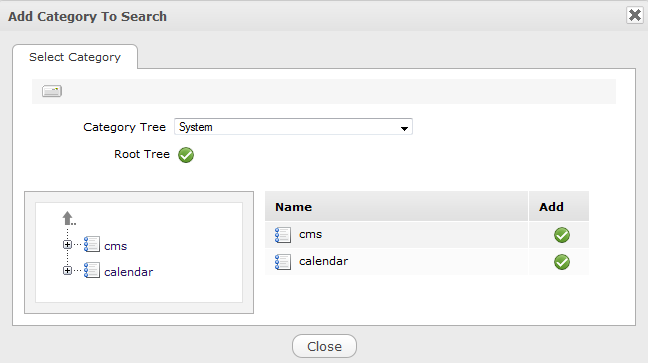 Add Category To Search
Select Category
Category Tree System
Root Tree
Name Add
cms
calendar
cms
calendar
Close